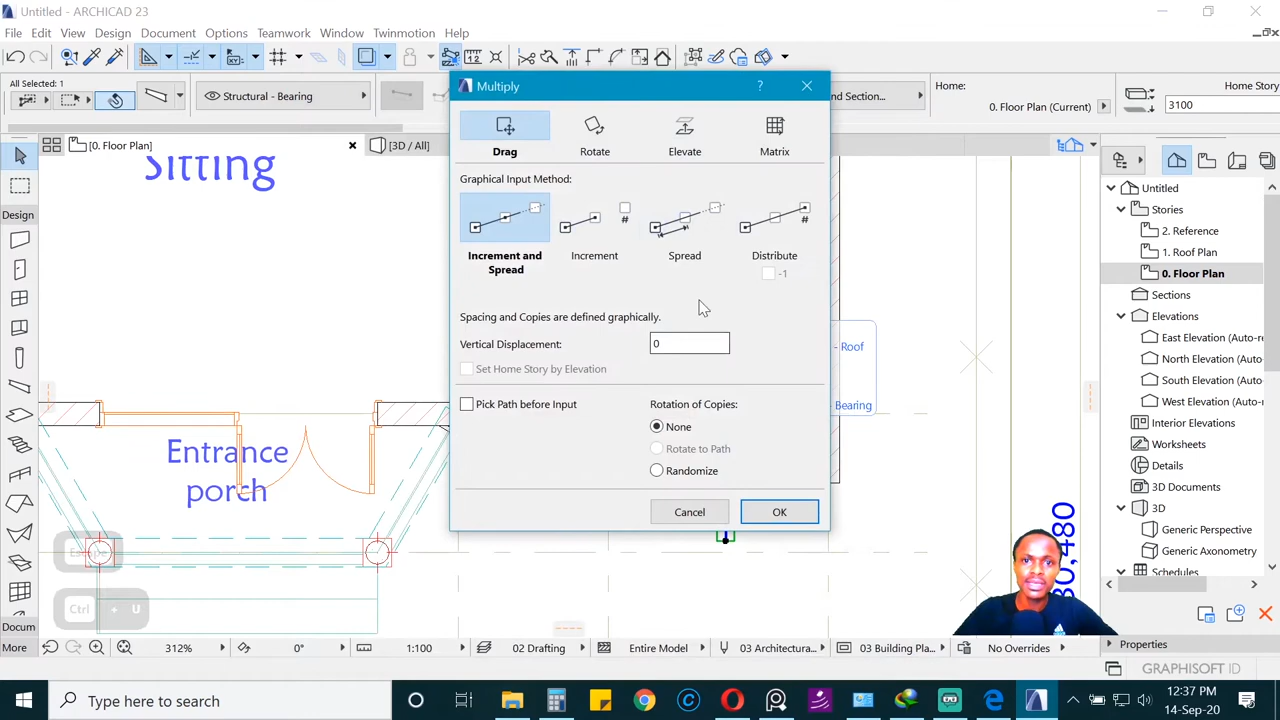 Untitled - ARCHICAD 23
File Edit View Design Document Options Teamwork Window Twinmotion Help
All Selected: 1
Structural - Bearing
Multiply
?
nd Section...
Home:
0. Floor Plan (Current)
Home Story
3100
[0. Floor Plan]
[3D / All]
Sitting
Design
Entrance
porch
Escape
Ctrl + U
Drag
Rotate
Elevate
Matrix
Graphical Input Method:
#
#
Increment and
Spread
Increment
Spread
Distribute
-1
Spacing and Copies are defined graphically.
Vertical Displacement:
0
Set Home Story by Elevation
Pick Path before Input
Rotation of Copies:
None
Rotate to Path
Randomize
Cancel
OK
- Roof
Bearing
Untitled
Stories
2. Reference
1. Roof Plan
0. Floor Plan
Sections
Elevations
East Elevation (Auto-re
North Elevation (Auto-
South Elevation (Auto-
West Elevation (Auto-r
Interior Elevations
Worksheets
Details
3D Documents
3D
Generic Perspective
Generic Axonometry
Schedules
30,480
Docum
More
312%
0°
1:100
02 Drafting
Entire Model
03 Architectura...
03 Building Pla...
No Overrides
Properties
GRAPHISOFT ID
Type here to search
12:37 PM
14-Sep-20